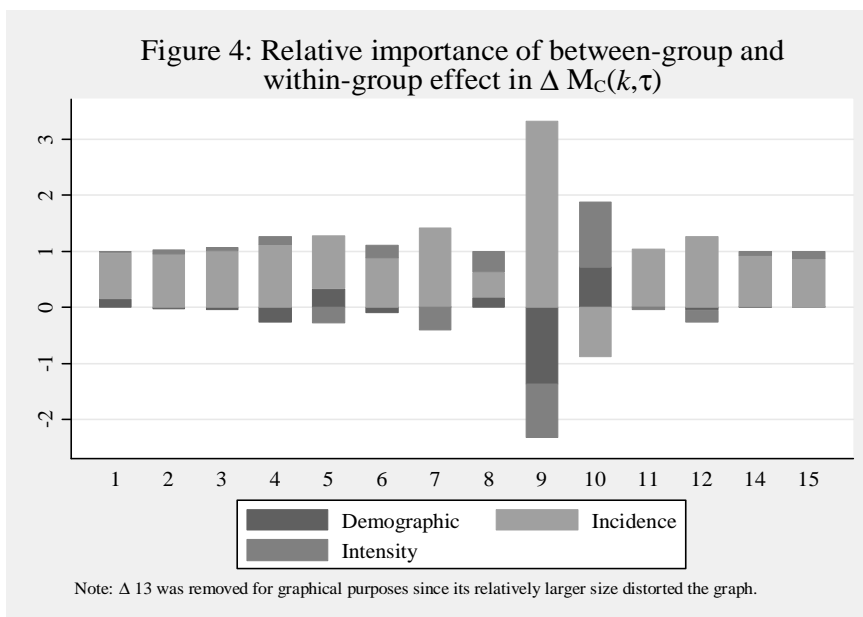 Figure 4: Relative importance of between-group and
within-group effect in Δ M_C(k,τ)
3
2
1
0
-1
-2
1 2 3 4 5 6 7 8 9 10 11 12 14 15
Demographic Incidence
Intensity
Note: Δ 13 was removed for graphical purposes since its relatively larger size distorted the graph.